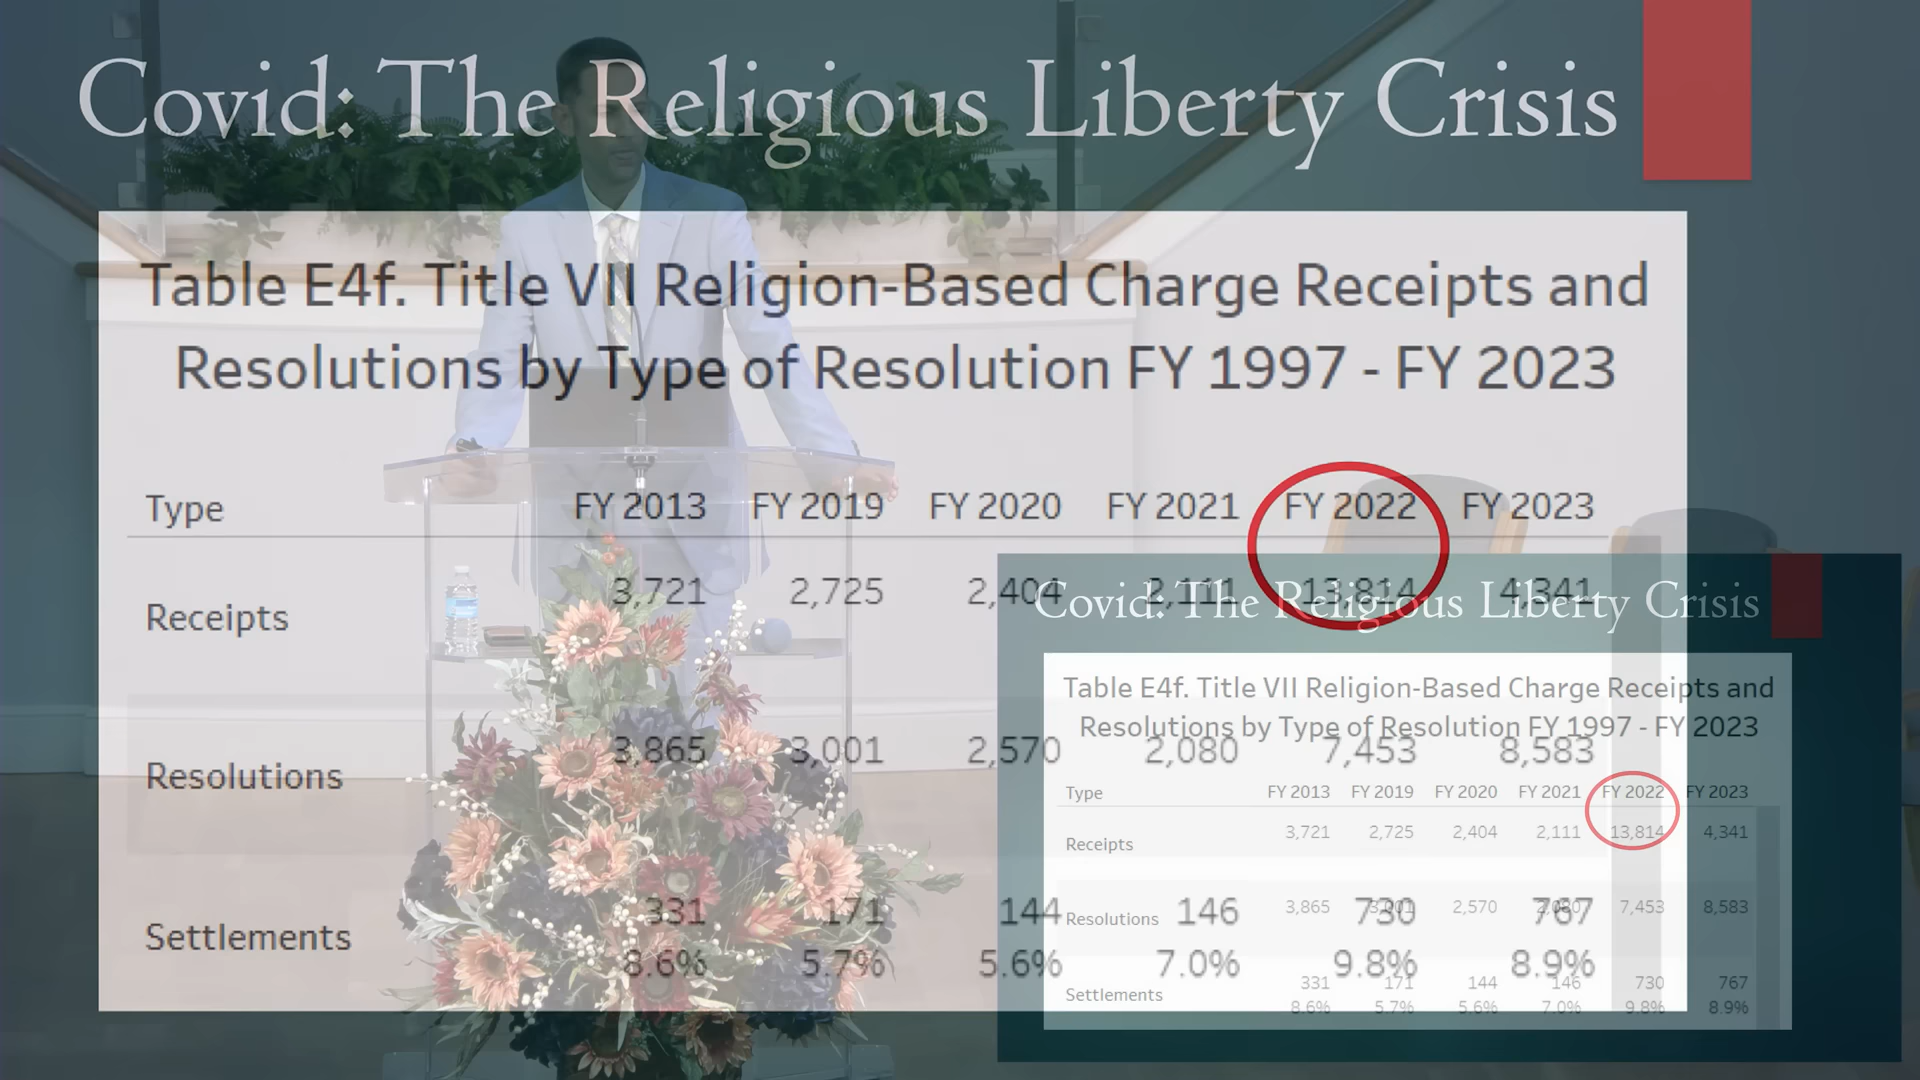 Covid: The Religious Liberty Crisis
Table E4f. Title VII Religion-Based Charge Receipts and
Resolutions by Type of Resolution FY 1997 - FY 2023
Type FY 2013 FY 2019 FY 2020 FY 2021 FY 2022 FY 2023
Receipts 3,721 2,725 2,404 2,111 13,814 4,341
Resolutions 3,865 3,001 2,570 2,080 7,453 8,583
Settlements 331 171 144 146 730 767
8.6% 5.7% 5.6% 7.0% 9.8% 8.9%
Covid: The Religious Liberty Crisis
Table E4f. Title VII Religion-Based Charge Receipts and
Resolutions by Type of Resolution FY 1997 - FY 2023
Type FY 2013 FY 2019 FY 2020 FY 2021 FY 2022 FY 2023
Receipts 3,721 2,725 2,404 2,111 13,814 4,341
Resolutions 3,865 3,001 2,570 2,080 7,453 8,583
Settlements 331 171 144 146 730 767
8.6% 5.7% 5.6% 7.0% 9.8% 8.9%